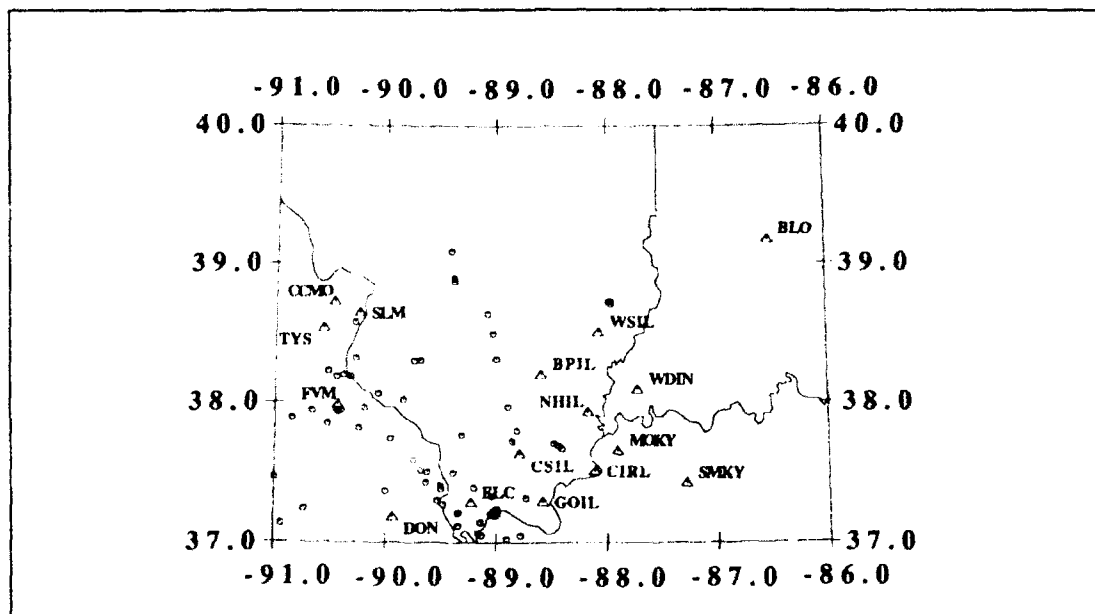 -91.0 -90.0 -89.0 -88.0 -87.0 -86.0
40.0 40.0
BLO
39.0 39.0
CCMO
SLM
WSIL
TYS
BPIL
WDIN
38.0 FVM 38.0
NHIL
MOKY
CSIL CIRL SMKY
ELC GOIL
DON
37.0 37.0
-91.0 -90.0 -89.0 -88.0 -87.0 -86.0